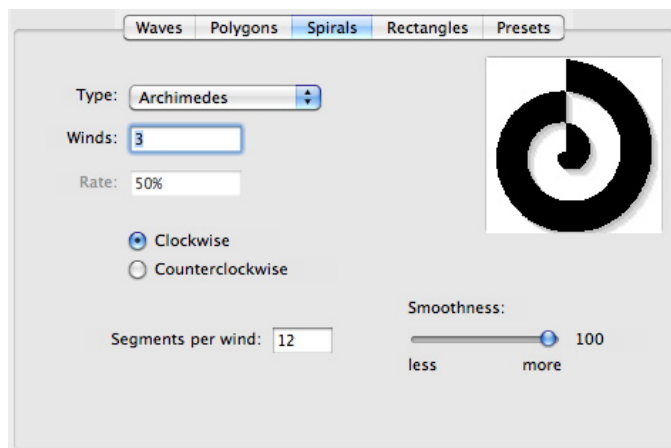 Waves Polygons Spirals Rectangles Presets
Type: Archimedes
Winds: 3
Rate: 50%
Clockwise
Counterclockwise
Smoothness:
Segments per wind: 12
100
less more